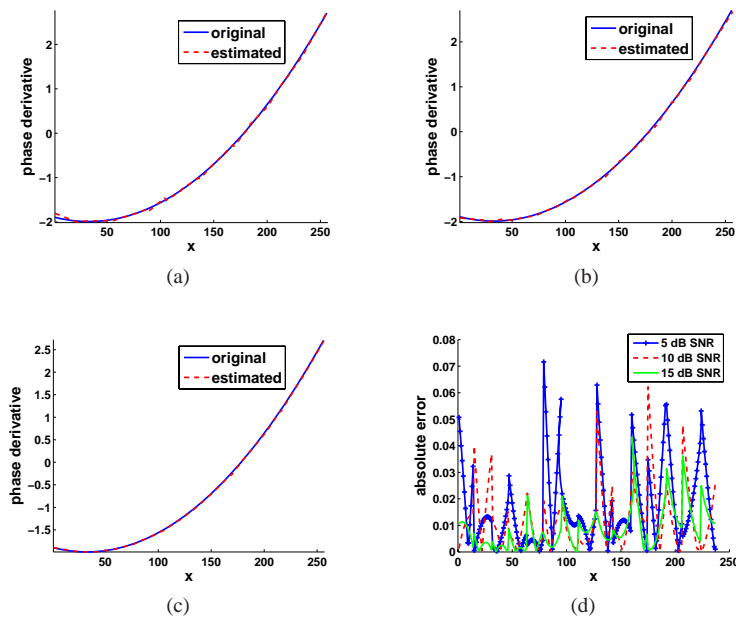 2
1
0
−1
−2
50
100
150
200
250
phase derivative
x
original
estimated
(a)
2
1
0
−1
−2
50
100
150
200
250
phase derivative
x
original
estimated
(b)
2.5
2
1.5
1
0.5
0
−0.5
−1
−1.5
50
100
150
200
250
phase derivative
x
original
estimated
(c)
0.08
0.07
0.06
0.05
0.04
0.03
0.02
0.01
0
0
50
100
150
200
250
absolute error
x
5 dB SNR
10 dB SNR
15 dB SNR
(d)